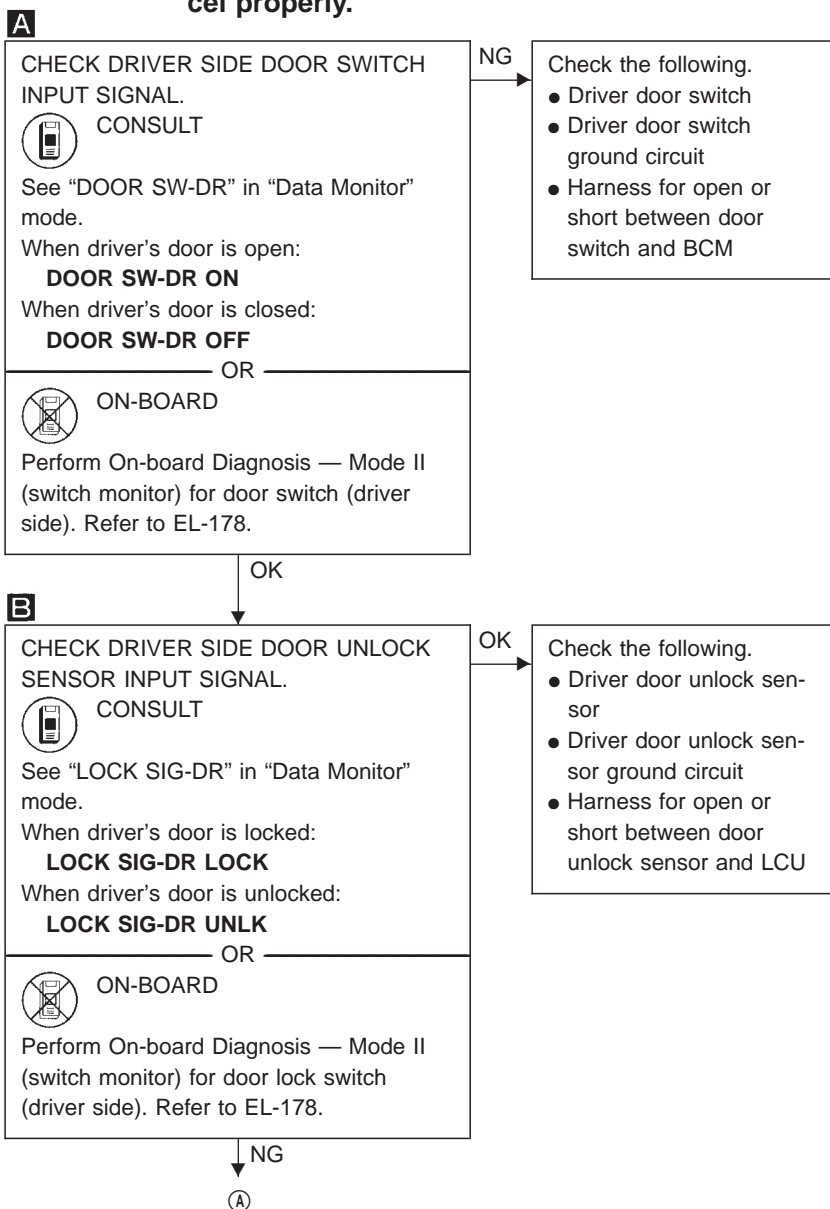 cel properly.
A
CHECK DRIVER SIDE DOOR SWITCH
INPUT SIGNAL.
CONSULT
See “DOOR SW-DR” in “Data Monitor”
mode.
When driver's door is open:
DOOR SW-DR ON
When driver's door is closed:
DOOR SW-DR OFF
OR
ON-BOARD
Perform On-board Diagnosis — Mode II
(switch monitor) for door switch (driver
side). Refer to EL-178.
NG
Check the following.
● Driver door switch
● Driver door switch
ground circuit
● Harness for open or
short between door
switch and BCM
OK
B
CHECK DRIVER SIDE DOOR UNLOCK
SENSOR INPUT SIGNAL.
CONSULT
See “LOCK SIG-DR” in “Data Monitor”
mode.
When driver's door is locked:
LOCK SIG-DR LOCK
When driver's door is unlocked:
LOCK SIG-DR UNLK
OR
ON-BOARD
Perform On-board Diagnosis — Mode II
(switch monitor) for door lock switch
(driver side). Refer to EL-178.
OK
Check the following.
● Driver door unlock sen-
sor
● Driver door unlock sen-
sor ground circuit
● Harness for open or
short between door
unlock sensor and LCU
NG
Ⓐ